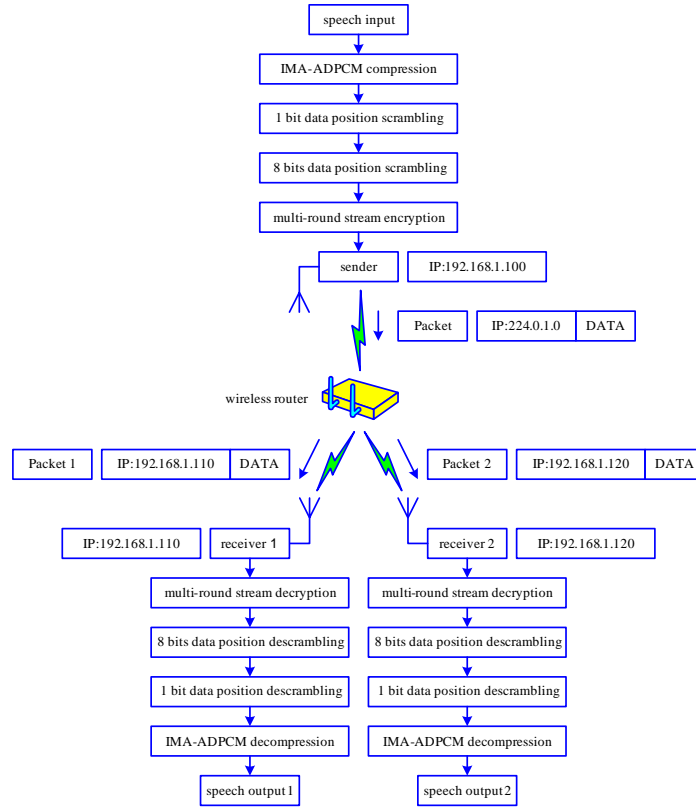 speech input
IMA-ADPCM compression
1 bit data position scrambling
8 bits data position scrambling
multi-round stream encryption
sender IP:192.168.1.100
Packet IP:224.0.1.0 DATA
wireless router
Packet 1 IP:192.168.1.110 DATA Packet 2 IP:192.168.1.120 DATA
IP:192.168.1.110 receiver 1 receiver 2 IP:192.168.1.120
multi-round stream decryption multi-round stream decryption
8 bits data position descrambling 8 bits data position descrambling
1 bit data position descrambling 1 bit data position descrambling
IMA-ADPCM decompression IMA-ADPCM decompression
speech output 1 speech output 2